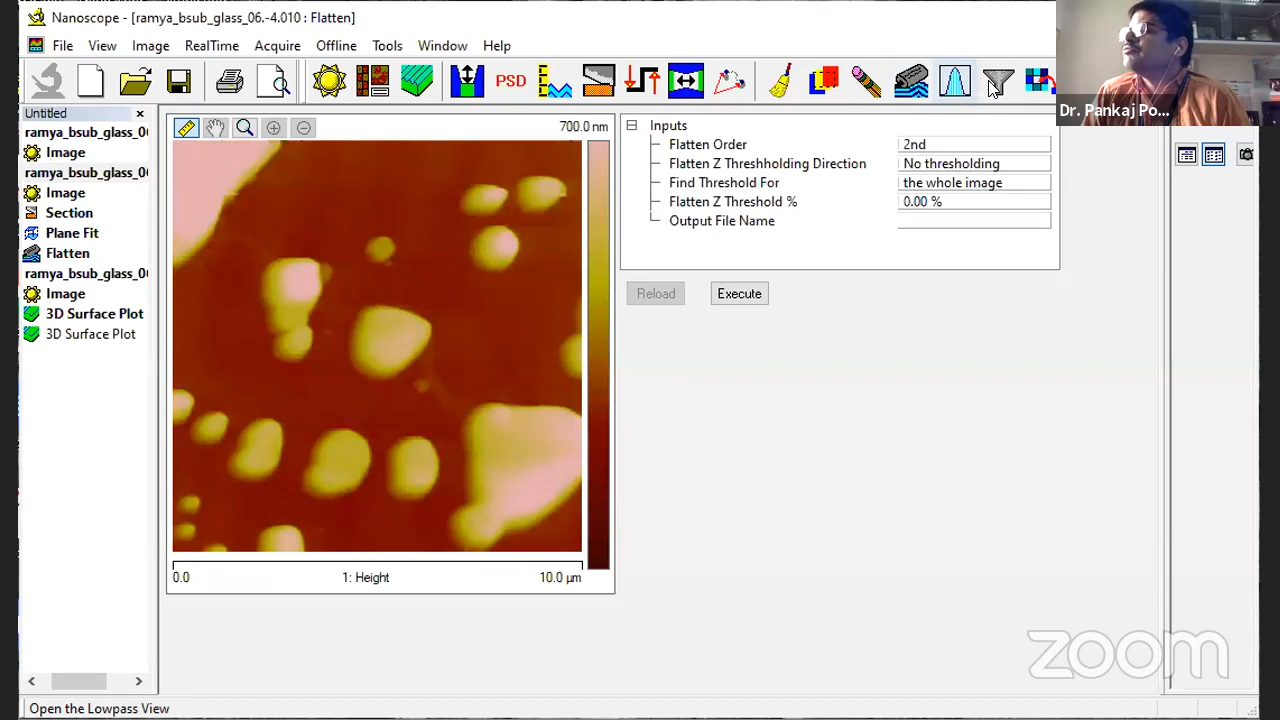 Nanoscope - [ramya_bsub_glass_06.-4.010 : Flatten]
File View Image RealTime Acquire Offline Tools Window Help
PSD
Dr. Pankaj Po...
Untitled
ramya_bsub_glass_0
Image
ramya_bsub_glass_0
Image
Section
Plane Fit
Flatten
ramya_bsub_glass_0
Image
3D Surface Plot
3D Surface Plot
700.0 nm
0.0 1: Height 10.0 µm
Inputs
Flatten Order 2nd
Flatten Z Threshholding Direction No thresholding
Find Threshold For the whole image
Flatten Z Threshold % 0.00 %
Output File Name
Reload Execute
zoom
Open the Lowpass View